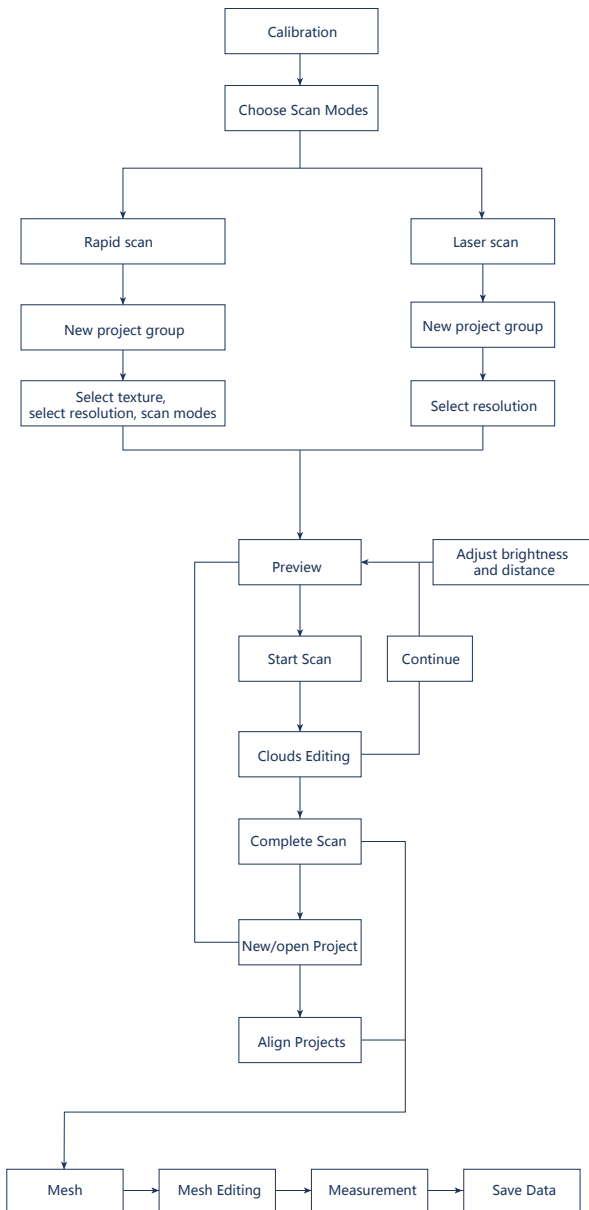 Calibration
Choose Scan Modes
Rapid scan
Laser scan
New project group
New project group
Select texture,
select resolution, scan modes
Select resolution
Preview
Adjust brightness
and distance
Start Scan
Continue
Clouds Editing
Complete Scan
New/open Project
Align Projects
Mesh
Mesh Editing
Measurement
Save Data